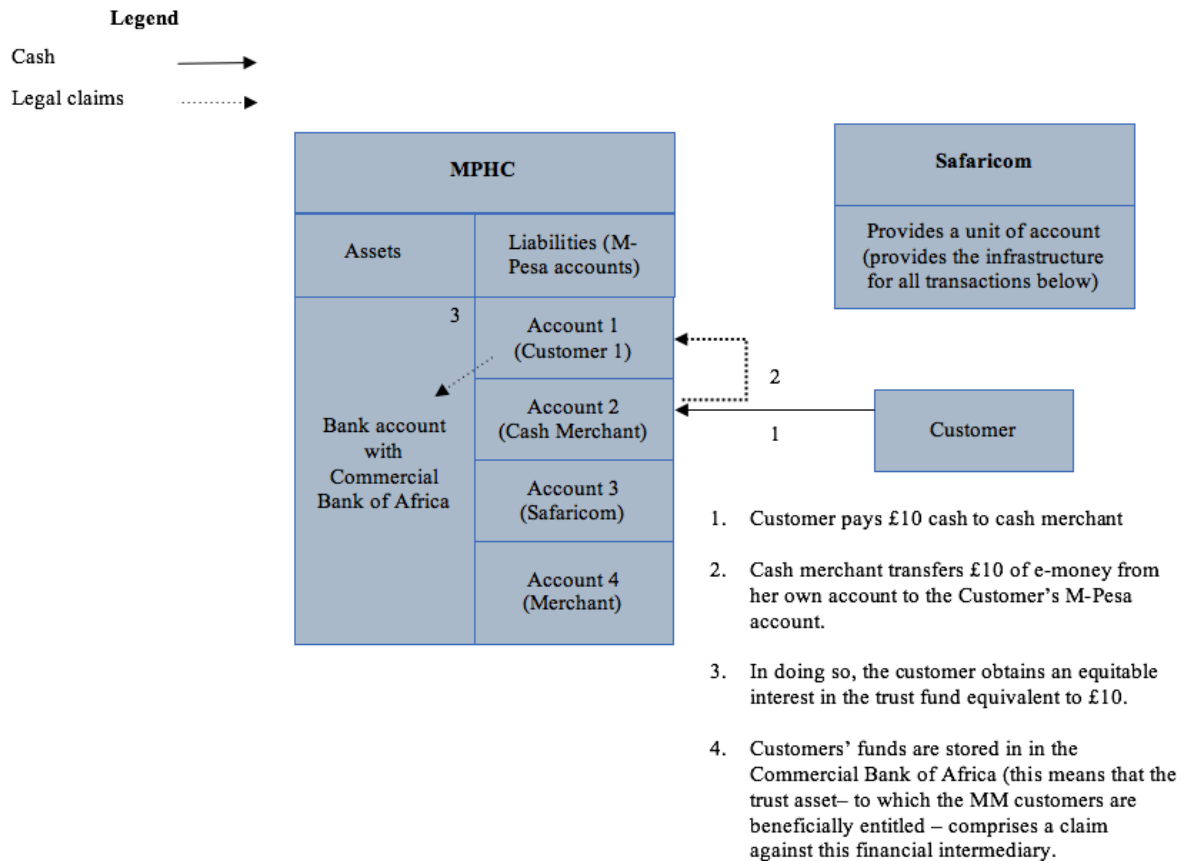 Legend
Cash
Legal claims
MPHC
Assets
Liabilities (M-
Pesa accounts)
3
Account 1
(Customer 1)
Account 2
(Cash Merchant)
Bank account
with
Commercial
Bank of Africa
Account 3
(Safaricom)
Account 4
(Merchant)
Safaricom
Provides a unit of account
(provides the infrastructure
for all transactions below)
2
1
Customer
1. Customer pays £10 cash to cash merchant
2. Cash merchant transfers £10 of e-money from
her own account to the Customer’s M-Pesa
account.
3. In doing so, the customer obtains an equitable
interest in the trust fund equivalent to £10.
4. Customers’ funds are stored in in the
Commercial Bank of Africa (this means that the
trust asset– to which the MM customers are
beneficially entitled – comprises a claim
against this financial intermediary.